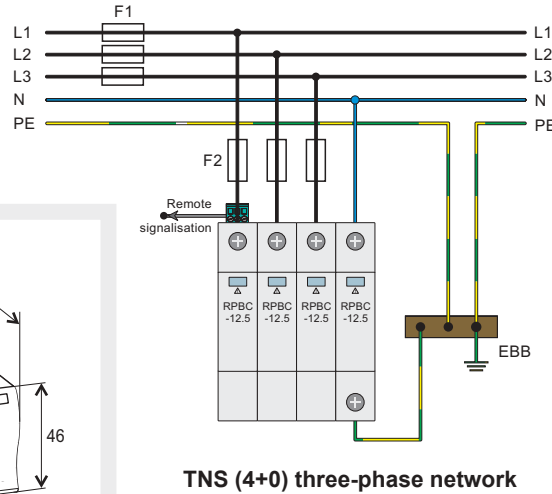 F1
L1 L1
L2 L2
L3 L3
N N
PE PE
F2
Remote
signalisation
RPBC RPBC RPBC RPBC
-12.5 -12.5 -12.5 -12.5
EBB
46
TNS (4+0) three-phase network